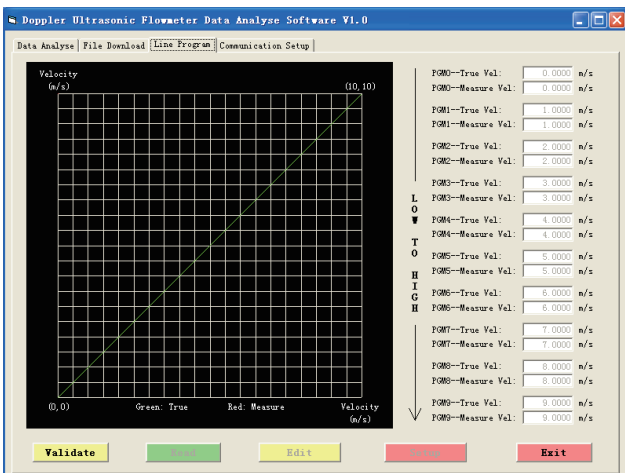 Doppler Ultrasonic Flowmeter Data Analyse Software V1.0
Data Analyse File Download Line Program Communication Setup
Velocity
(m/s)
(10,10)
(0,0) Green: True Red: Measure Velocity
(m/s)
LOW TO HIGH
PGM0--True Vel: 0.0000 m/s
PGM0--Measure Vel: 0.0000 m/s
PGM1--True Vel: 1.0000 m/s
PGM1--Measure Vel: 1.0000 m/s
PGM2--True Vel: 2.0000 m/s
PGM2--Measure Vel: 2.0000 m/s
PGM3--True Vel: 3.0000 m/s
PGM3--Measure Vel: 3.0000 m/s
PGM4--True Vel: 4.0000 m/s
PGM4--Measure Vel: 4.0000 m/s
PGM5--True Vel: 5.0000 m/s
PGM5--Measure Vel: 5.0000 m/s
PGM6--True Vel: 6.0000 m/s
PGM6--Measure Vel: 6.0000 m/s
PGM7--True Vel: 7.0000 m/s
PGM7--Measure Vel: 7.0000 m/s
PGM8--True Vel: 8.0000 m/s
PGM8--Measure Vel: 8.0000 m/s
PGM9--True Vel: 9.0000 m/s
PGM9--Measure Vel: 9.0000 m/s
Validate Read Edit Exit